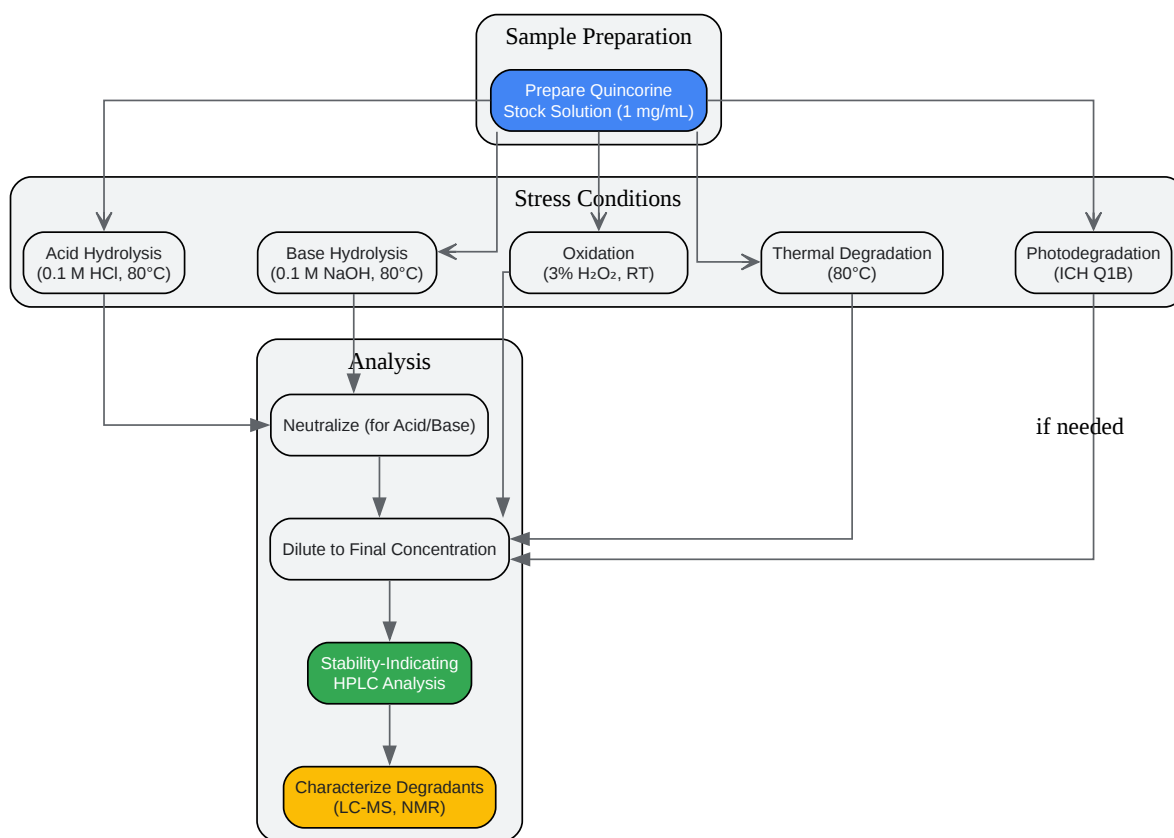 Sample Preparation
Prepare Quincorine
Stock Solution (1 mg/mL)
Stress Conditions
Acid Hydrolysis
(0.1 M HCl, 80°C)
Base Hydrolysis
(0.1 M NaOH, 80°C)
Oxidation
(3% H₂O₂, RT)
Thermal Degradation
(80°C)
Photodegradation
(ICH Q1B)
Analysis
Neutralize (for Acid/Base)
if needed
Dilute to Final Concentration
Stability-Indicating
HPLC Analysis
Characterize Degradants
(LC-MS, NMR)